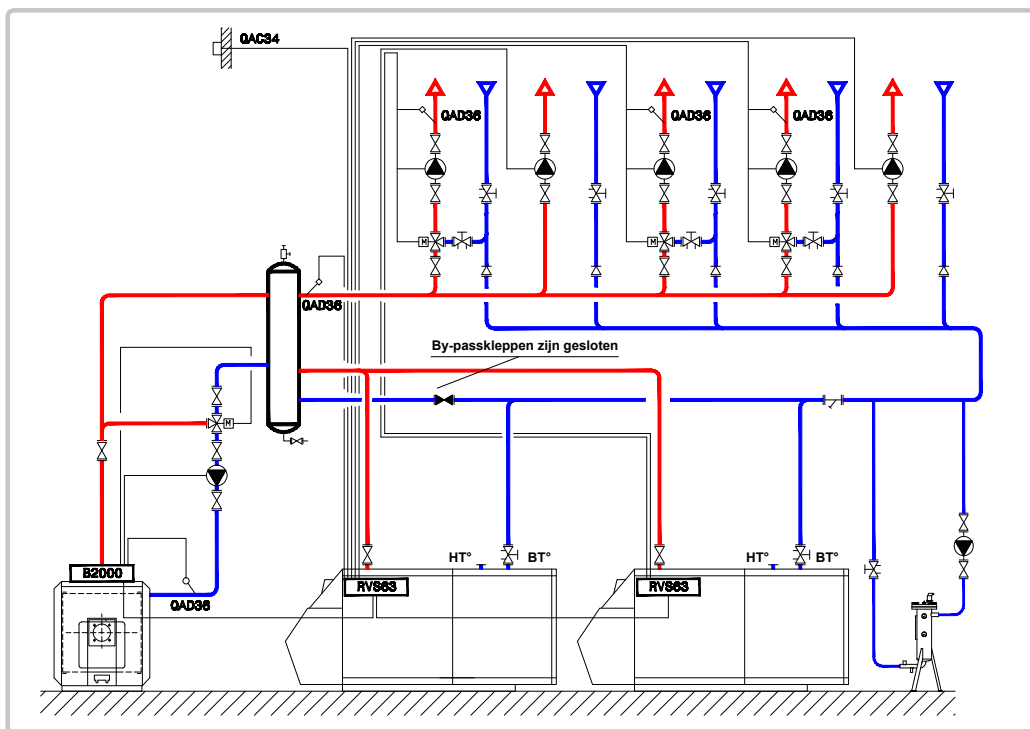 QAC34
QAD36
QAD36
QAD36
M
M
M
QAD36
By-passkleppen zijn gesloten
M
HT° BT°
HT° BT°
B2000
RVS63
RVS63
QAD36